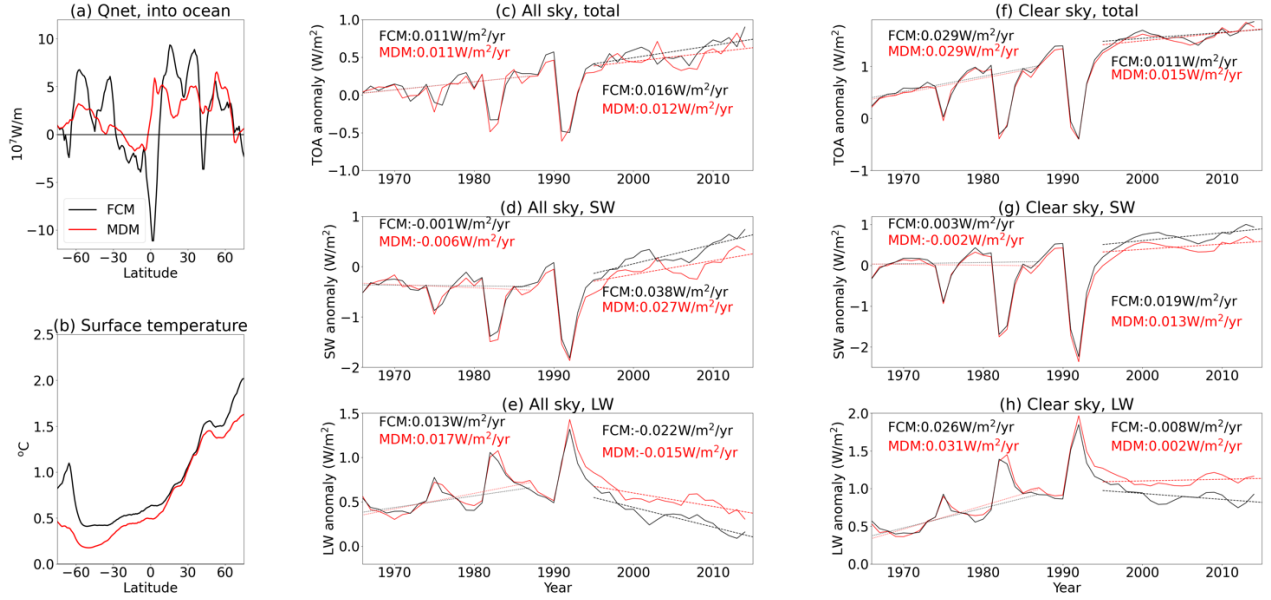 (a) Qnet, into ocean
10
5
0
−5
−10
10⁷W/m
FCM
MDM
−60
−30
0
30
60
Latitude
(b) Surface temperature
2.5
2.0
1.5
1.0
0.5
0.0
°C
−60
−30
0
30
60
Latitude
(c) All sky, total
FCM:0.011W/m²/yr
MDM:0.011W/m²/yr
FCM:0.016W/m²/yr
MDM:0.012W/m²/yr
1.0
0.5
0.0
−0.5
−1.0
TOA anomaly (W/m²)
1970
1980
1990
2000
2010
(d) All sky, SW
FCM:-0.001W/m²/yr
MDM:-0.006W/m²/yr
FCM:0.038W/m²/yr
MDM:0.027W/m²/yr
1
0
−1
−2
SW anomaly (W/m²)
1970
1980
1990
2000
2010
(e) All sky, LW
FCM:0.013W/m²/yr
MDM:0.017W/m²/yr
FCM:-0.022W/m²/yr
MDM:-0.015W/m²/yr
1.5
1.0
0.5
0.0
LW anomaly (W/m²)
1970
1980
1990
2000
2010
Year
(f) Clear sky, total
FCM:0.029W/m²/yr
MDM:0.029W/m²/yr
FCM:0.011W/m²/yr
MDM:0.015W/m²/yr
1
0
−1
TOA anomaly (W/m²)
1970
1980
1990
2000
2010
(g) Clear sky, SW
FCM:0.003W/m²/yr
MDM:-0.002W/m²/yr
FCM:0.019W/m²/yr
MDM:0.013W/m²/yr
1
0
−1
−2
SW anomaly (W/m²)
1970
1980
1990
2000
2010
(h) Clear sky, LW
FCM:0.026W/m²/yr
MDM:0.031W/m²/yr
FCM:-0.008W/m²/yr
MDM:0.002W/m²/yr
2.0
1.5
1.0
0.5
0.0
LW anomaly (W/m²)
1970
1980
1990
2000
2010
Year